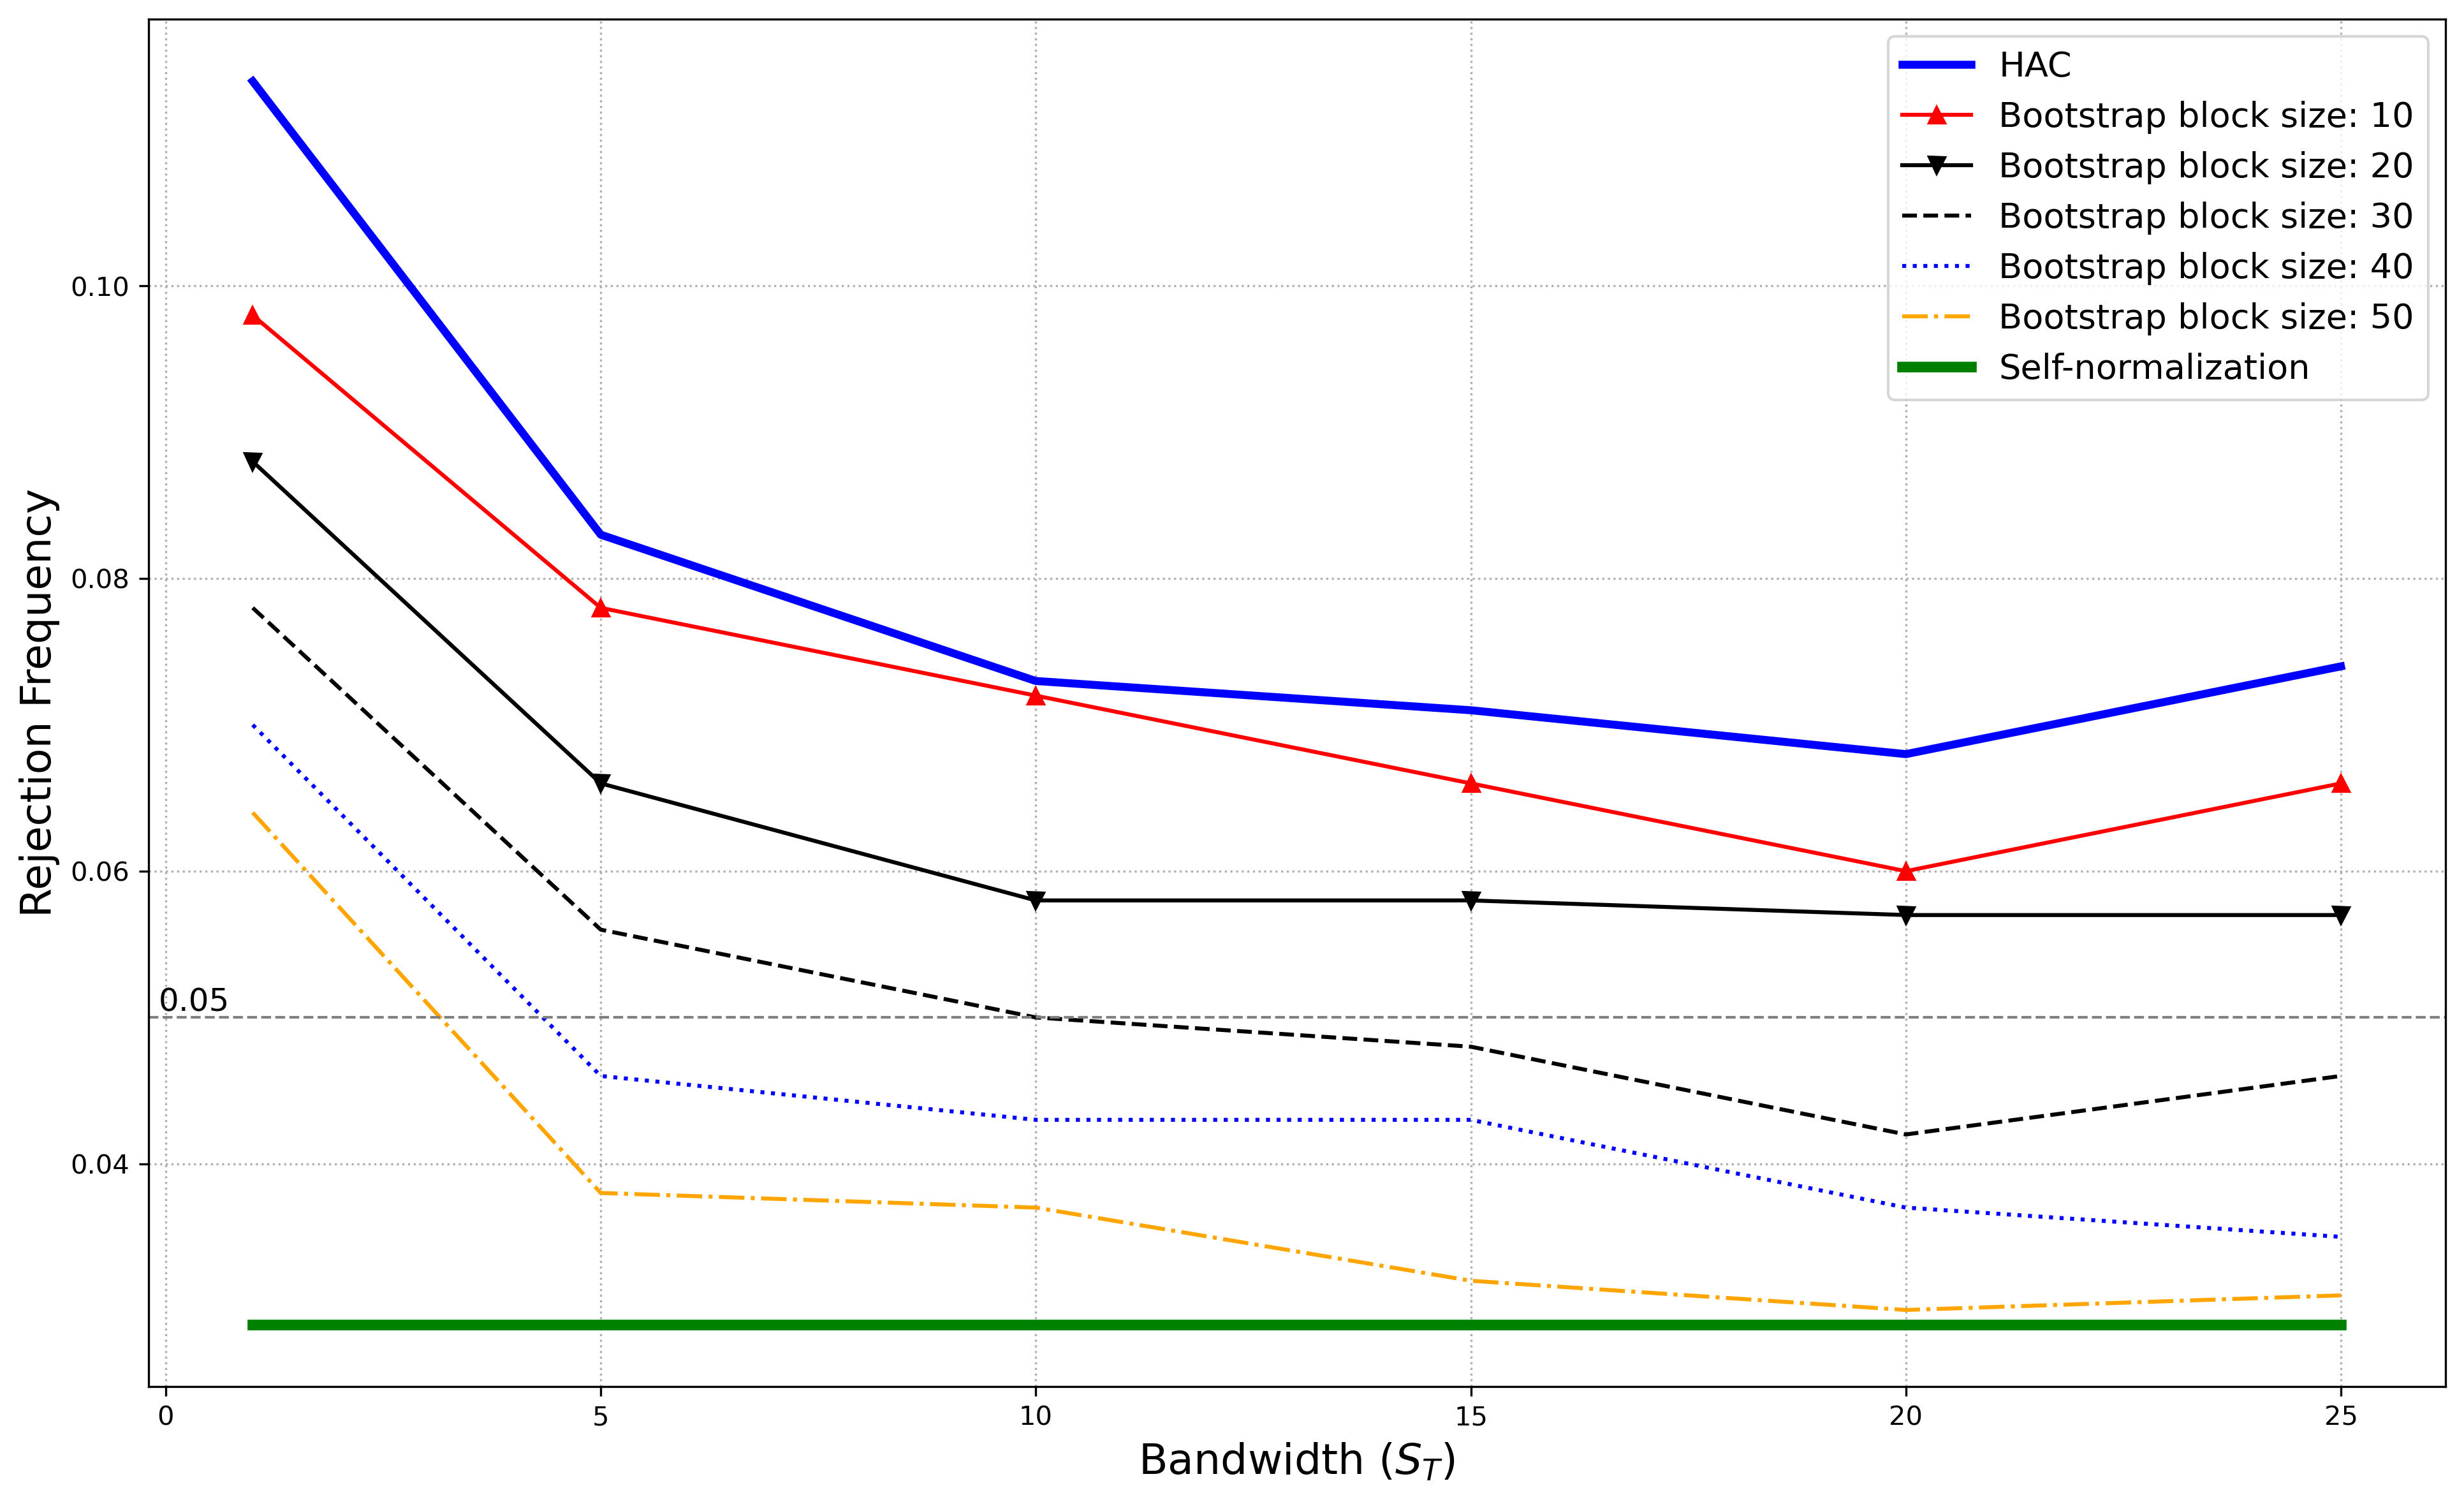 HAC
Bootstrap block size: 10
Bootstrap block size: 20
Bootstrap block size: 30
Bootstrap block size: 40
Bootstrap block size: 50
Self-normalization
Rejection Frequency
0.10
0.08
0.06
0.05
0.04
0 5 10 15 20 25
Bandwidth (S_T)